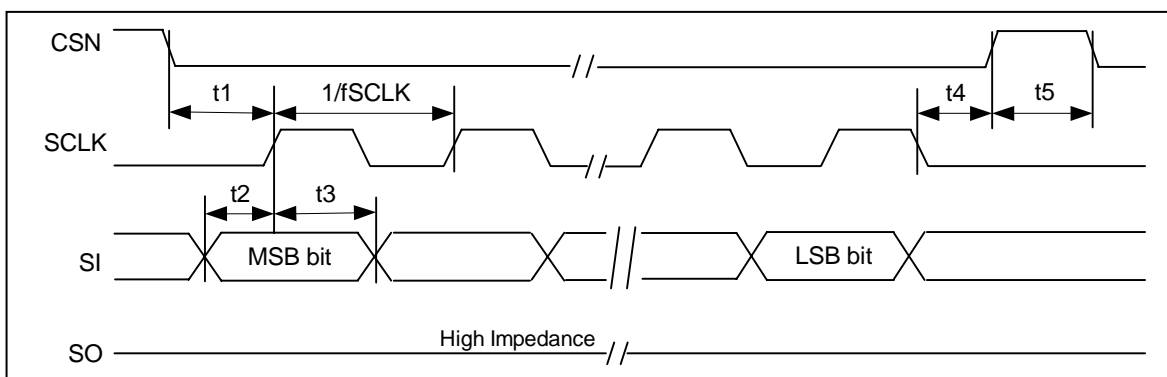 CSN
t1
1/fSCLK
t4
t5
SCLK
t2
t3
SI
MSB bit
LSB bit
High Impedance
SO